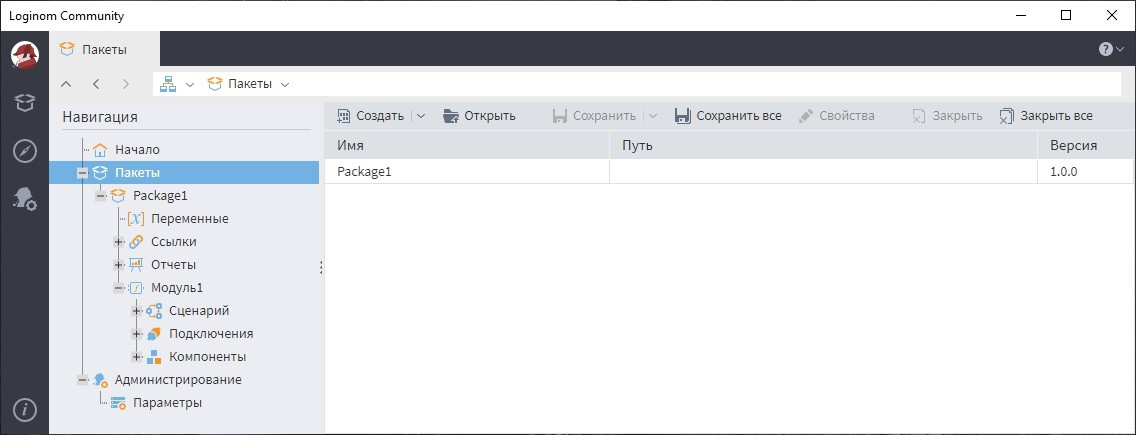 Loginom Community
Пакеты
Пакеты
Навигация
Начало
Пакеты
Package1
Переменные
Ссылки
Отчеты
Модуль1
Сценарий
Подключения
Компоненты
Администрирование
Параметры
Создать Открыть Сохранить Сохранить все Свойства Закрыть Закрыть все
Имя Путь Версия
Package1 1.0.0